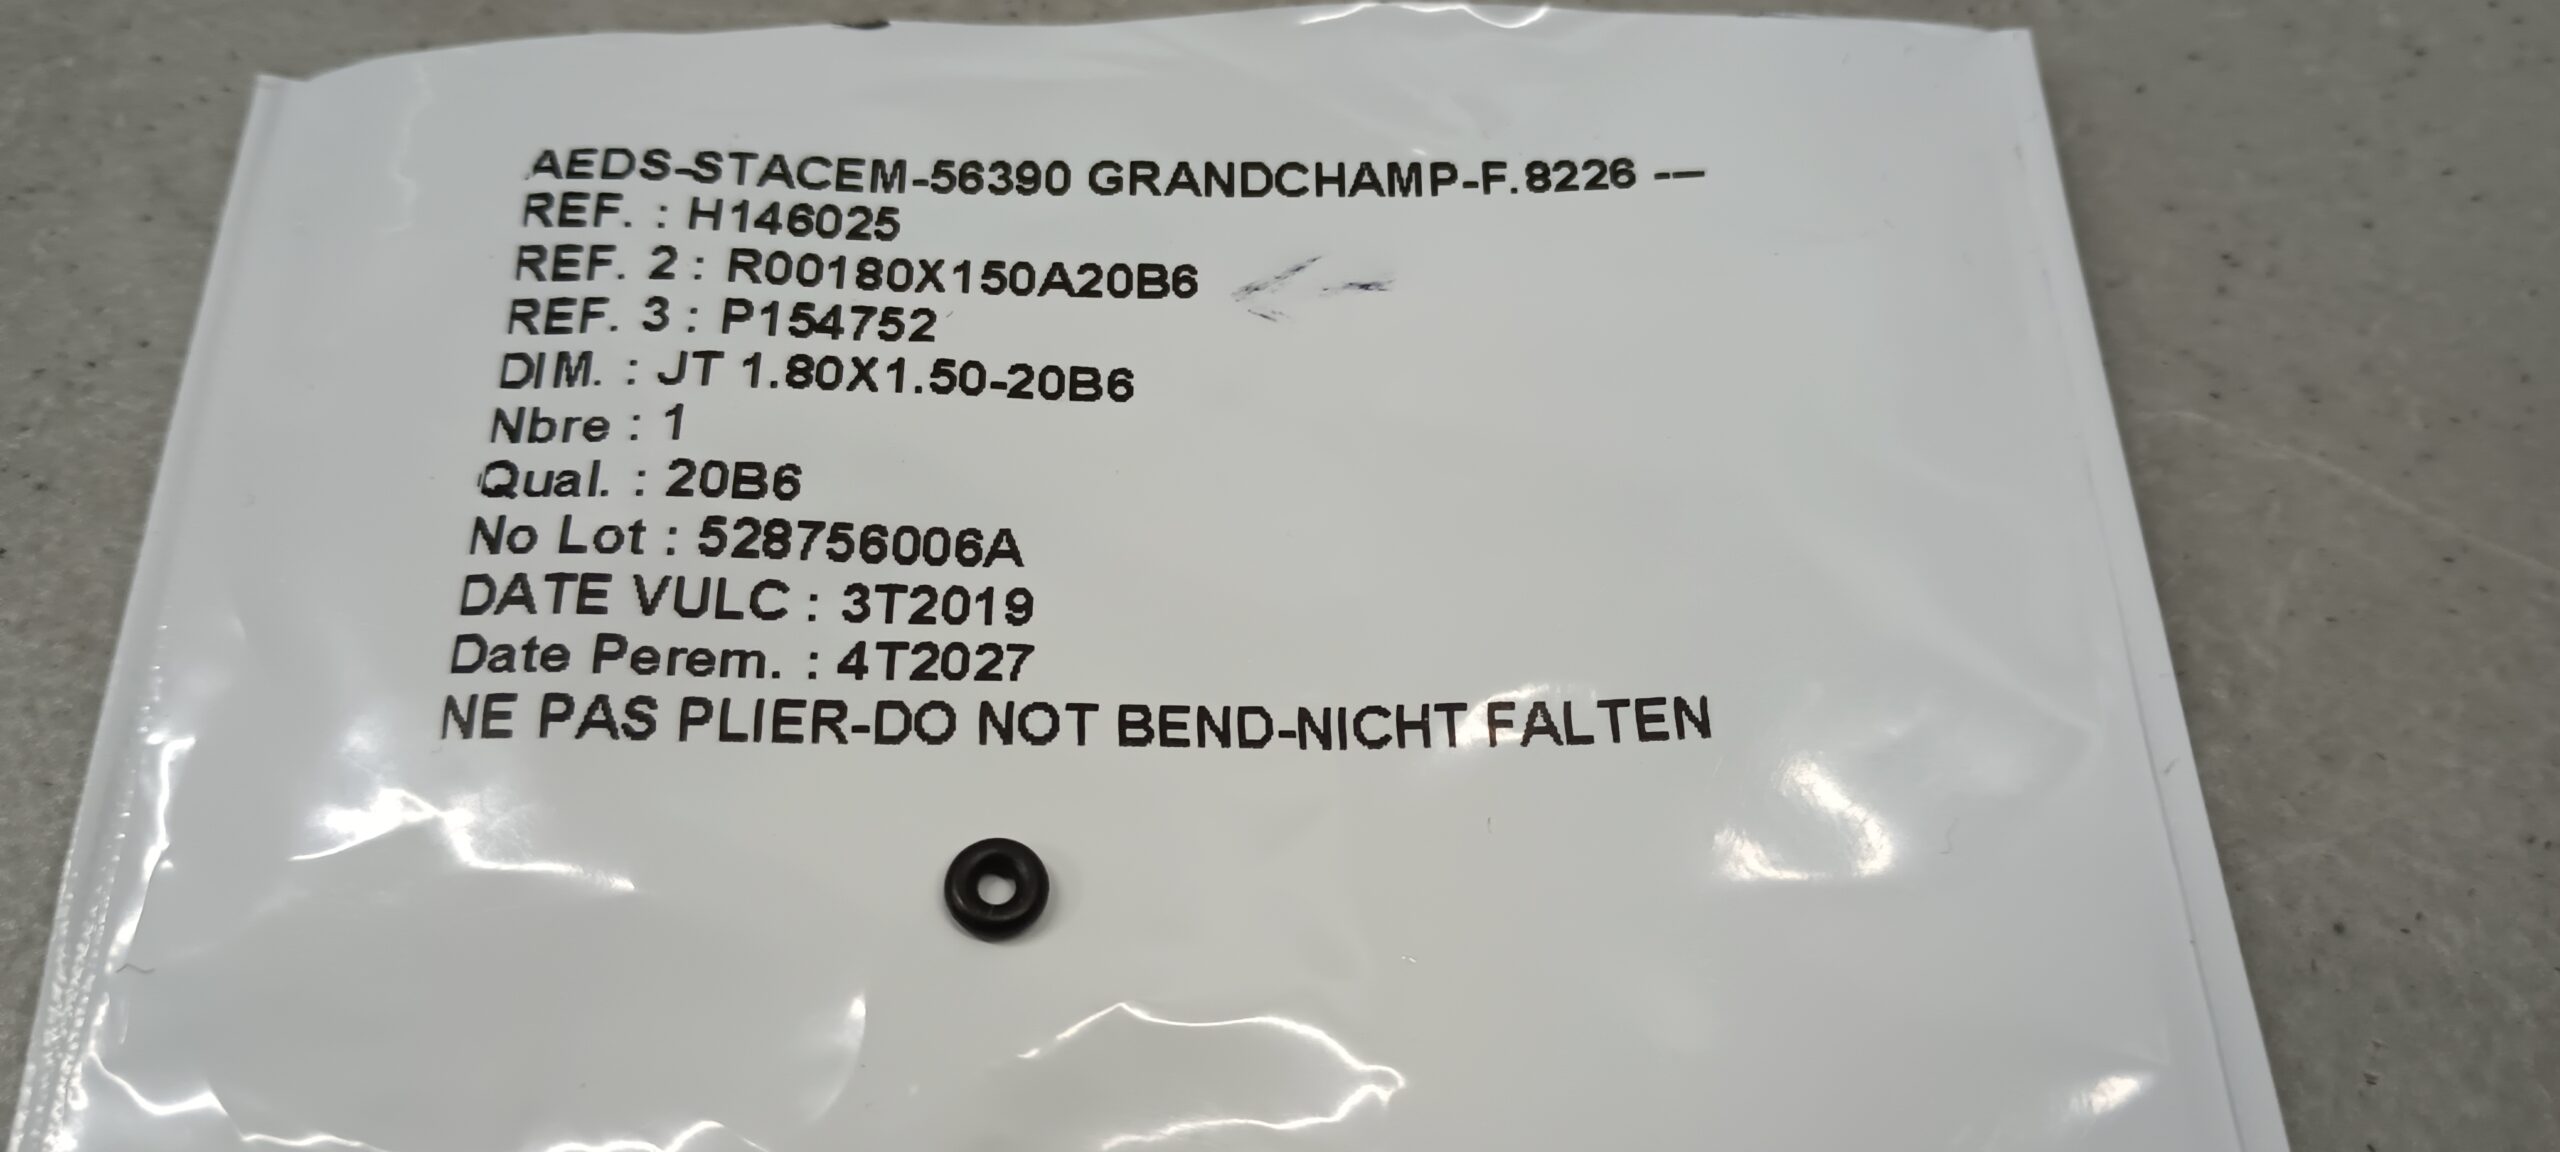 AEDS-STACEM-56390 GRANDCHAMP-F.8226 --
REF. : H146025
REF. 2 : R00180X150A20B6
REF. 3 : P154752
DIM. : JT 1.80X1.50-20B6
Nbre : 1
Qual. : 20B6
No Lot : 528756006A
DATE VULC : 3T2019
Date Perem. : 4T2027
NE PAS PLIER-DO NOT BEND-NICHT FALTEN